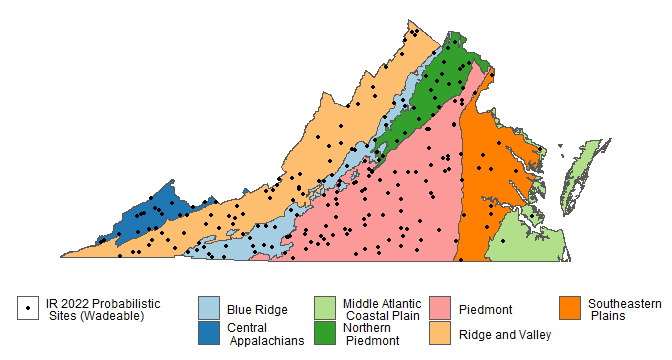 IR 2022 Probabilistic
Sites (Wadeable)
Blue Ridge
Central
Appalachians
Middle Atlantic
Coastal Plain
Northern
Piedmont
Piedmont
Ridge and Valley
Southeastern
Plains